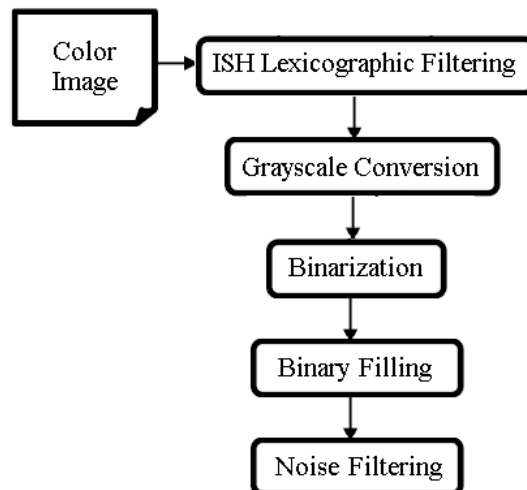 Color
Image
ISH Lexicographic Filtering
Grayscale Conversion
Binarization
Binary Filling
Noise Filtering